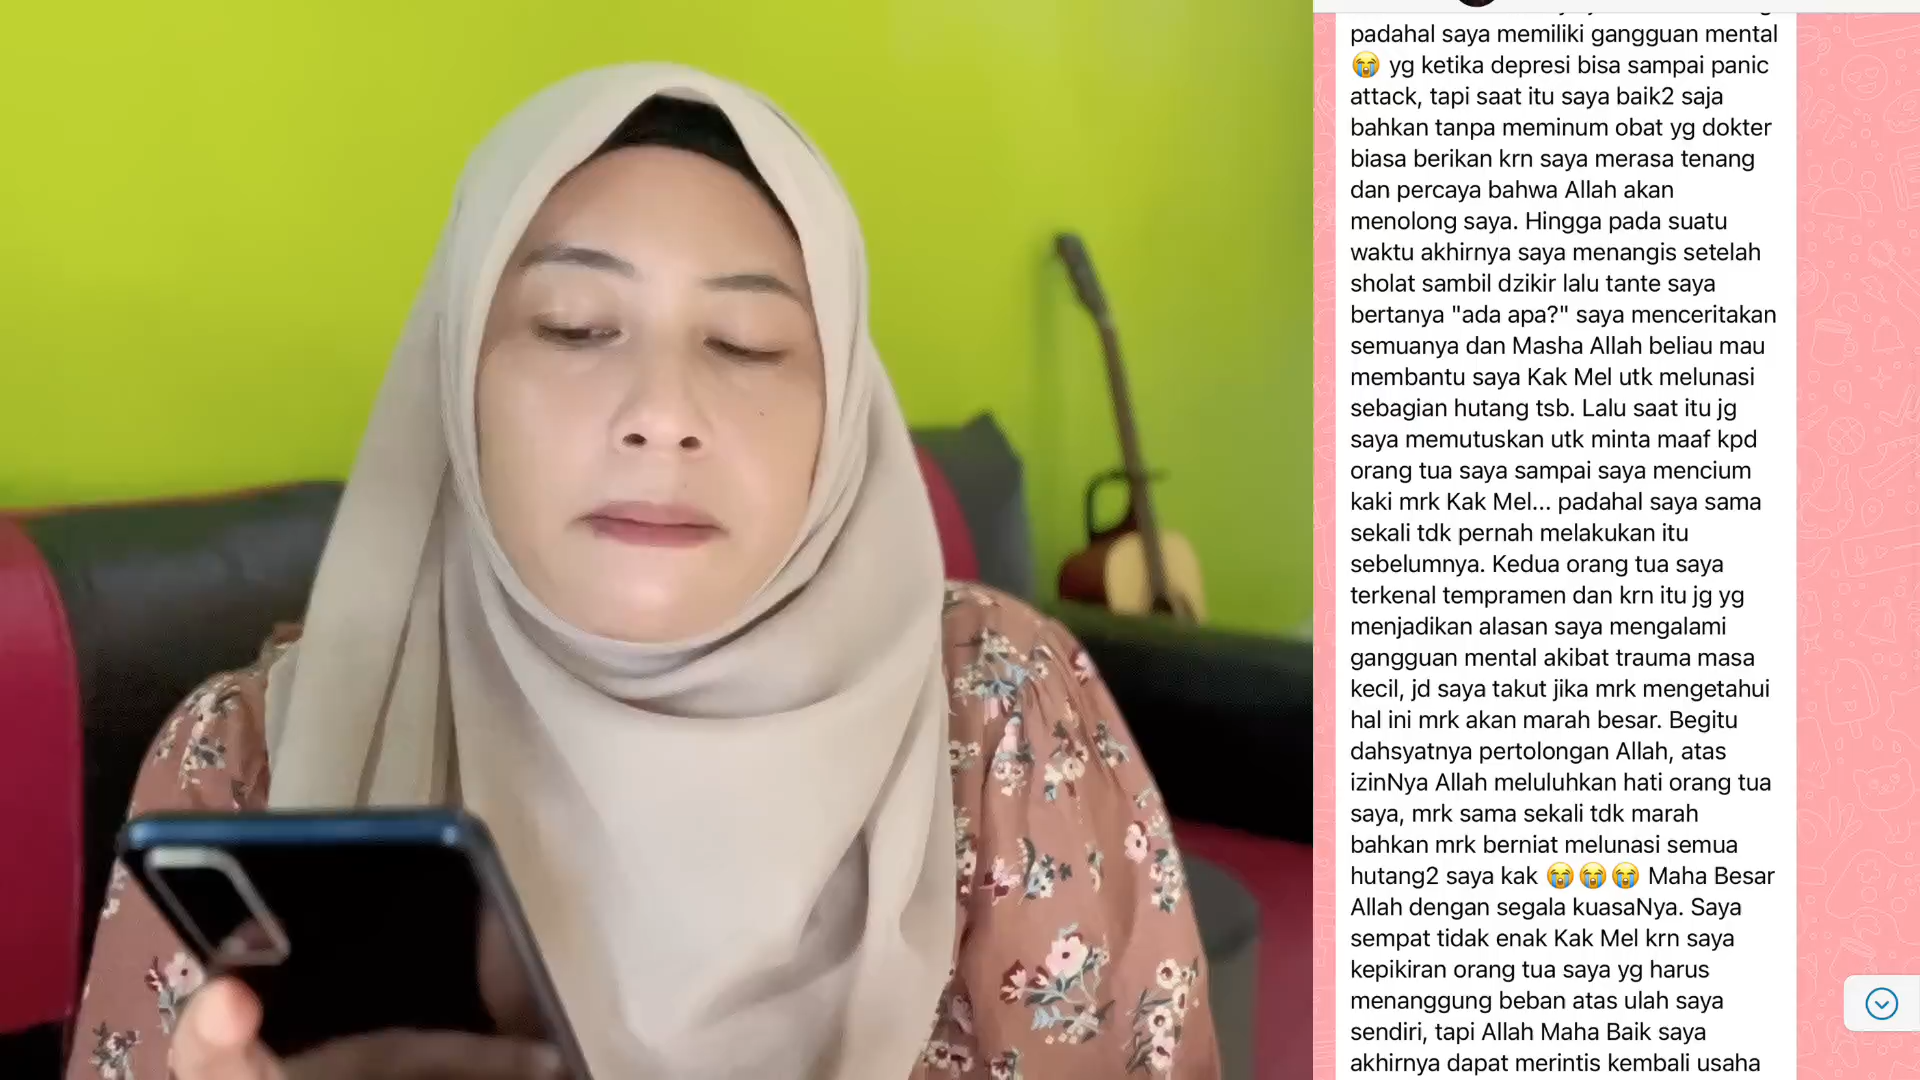 padahal saya memiliki gangguan mental
😭 yg ketika depresi bisa sampai panic
attack, tapi saat itu saya baik2 saja
bahkan tanpa meminum obat yg dokter
biasa berikan krn saya merasa tenang
dan percaya bahwa Allah akan
menolong saya. Hingga pada suatu
waktu akhirnya saya menangis setelah
sholat sambil dzikir lalu tante saya
bertanya "ada apa?" saya menceritakan
semuanya dan Masha Allah beliau mau
membantu saya Kak Mel utk melunasi
sebagian hutang tsb. Lalu saat itu jg
saya memutuskan utk minta maaf kpd
orang tua saya sampai saya mencium
kaki mrk Kak Mel... padahal saya sama
sekali tdk pernah melakukan itu
sebelumnya. Kedua orang tua saya
terkenal tempramen dan krn itu jg yg
menjadikan alasan saya mengalami
gangguan mental akibat trauma masa
kecil, jd saya takut jika mrk mengetahui
hal ini mrk akan marah besar. Begitu
dahsyatnya pertolongan Allah, atas
izinNya Allah meluluhkan hati orang tua
saya, mrk sama sekali tdk marah
bahkan mrk berniat melunasi semua
hutang2 saya kak 😭😭😭 Maha Besar
Allah dengan segala kuasaNya. Saya
sempat tidak enak Kak Mel krn saya
kepikiran orang tua saya yg harus
menanggung beban atas ulah saya
sendiri, tapi Allah Maha Baik saya
akhirnya dapat merintis kembali usaha